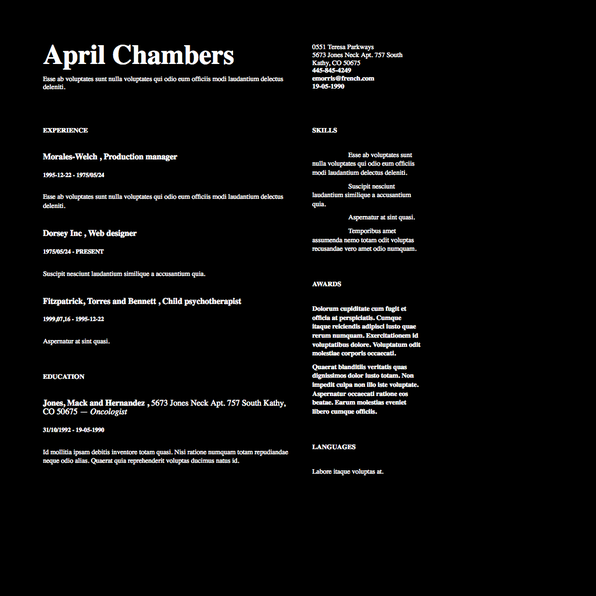 April Chambers
Esse ab voluptates sunt nulla voluptates qui odio eum officiis modi laudantium delectus
deleniti.
0551 Teresa Parkways
5673 Jones Neck Apt. 757 South
Kathy, CO 50675
445-845-4249
emorris@french.com
19-05-1990
EXPERIENCE
Morales-Welch , Production manager
1995-12-22 - 1975/05/24
Esse ab voluptates sunt nulla voluptates qui odio eum officiis modi laudantium delectus
deleniti.
Dorsey Inc , Web designer
1975/05/24 - PRESENT
Suscipit nesciunt laudantium similique a accusantium quia.
Fitzpatrick, Torres and Bennett , Child psychotherapist
1999,07,16 - 1995-12-22
Aspernatur at sint quasi.
EDUCATION
Jones, Mack and Hernandez , 5673 Jones Neck Apt. 757 South Kathy,
CO 50675 — Oncologist
31/10/1992 - 19-05-1990
Id mollitia ipsam debitis inventore totam quasi. Nisi ratione numquam totam repudiandae
neque odio alias. Quaerat quia reprehenderit voluptas ducimus natus id.
SKILLS
Esse ab voluptates sunt
nulla voluptates qui odio eum officiis
modi laudantium delectus deleniti.
Suscipit nesciunt
laudantium similique a accusantium
quia.
Aspernatur at sint quasi.
Temporibus amet
assumenda nemo totam odit voluptas
recusandae vero amet odio numquam.
AWARDS
Dolorum cupiditate cum fugit et
officia at perspiciatis. Cumque
itaque reiciendis adipisci iusto quae
rerum numquam. Exercitationem id
voluptatibus dolore. Voluptatum odit
molestiae corporis occaecati.
Quaerat blanditiis veritatis quas
dignissimos dolor iusto totam. Non
impedit culpa non illo iste voluptate.
Aspernatur occaecati ratione eos
beatae. Earum molestias eveniet
libero cumque officiis.
LANGUAGES
Labore itaque voluptas at.